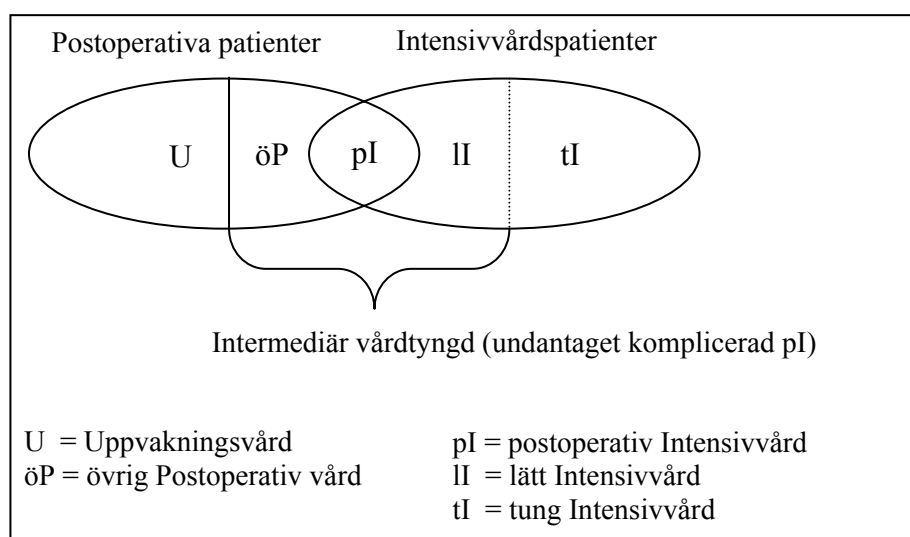 Postoperativa patienter Intensivvårdspatienter
U öP pI lI tI
Intermediär vårdtyngd (undantaget komplicerad pI)
U = Uppvakningsvård
öP = övrig Postoperativ vård
pI = postoperativ Intensivvård
lI = lätt Intensivvård
tI = tung Intensivvård